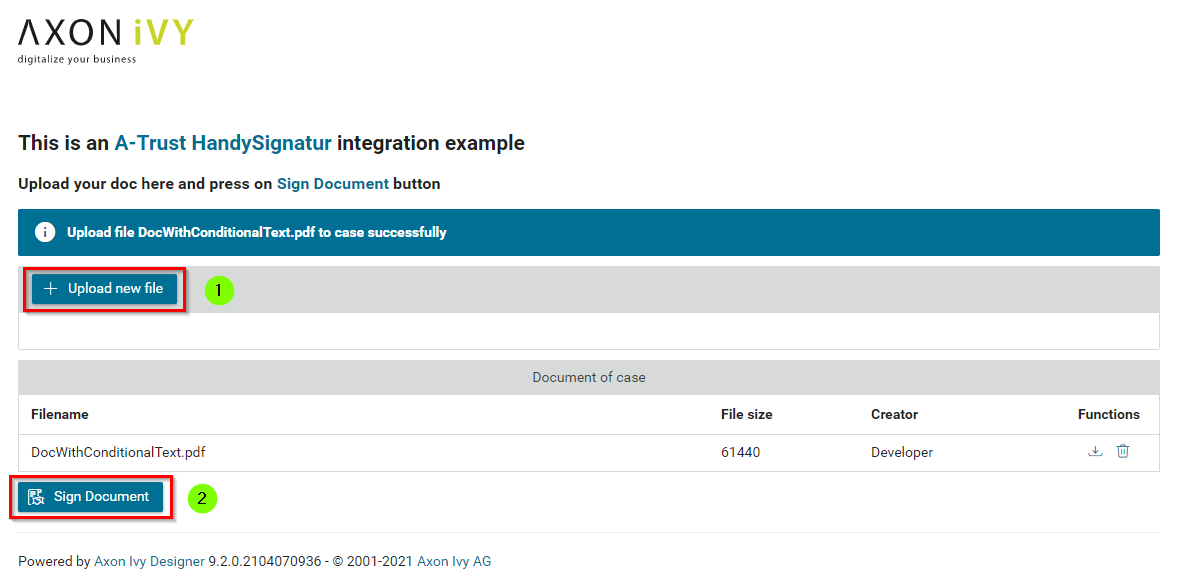 AXON iVY
digitalize your business
This is an A-Trust HandySignatur integration example
Upload your doc here and press on Sign Document button
i Upload file DocWithConditionalText.pdf to case successfully
+ Upload new file 1
Document of case
Filename File size Creator Functions
DocWithConditionalText.pdf 61440 Developer
Sign Document 2
Powered by Axon Ivy Designer 9.2.0.2104070936 - © 2001-2021 Axon Ivy AG